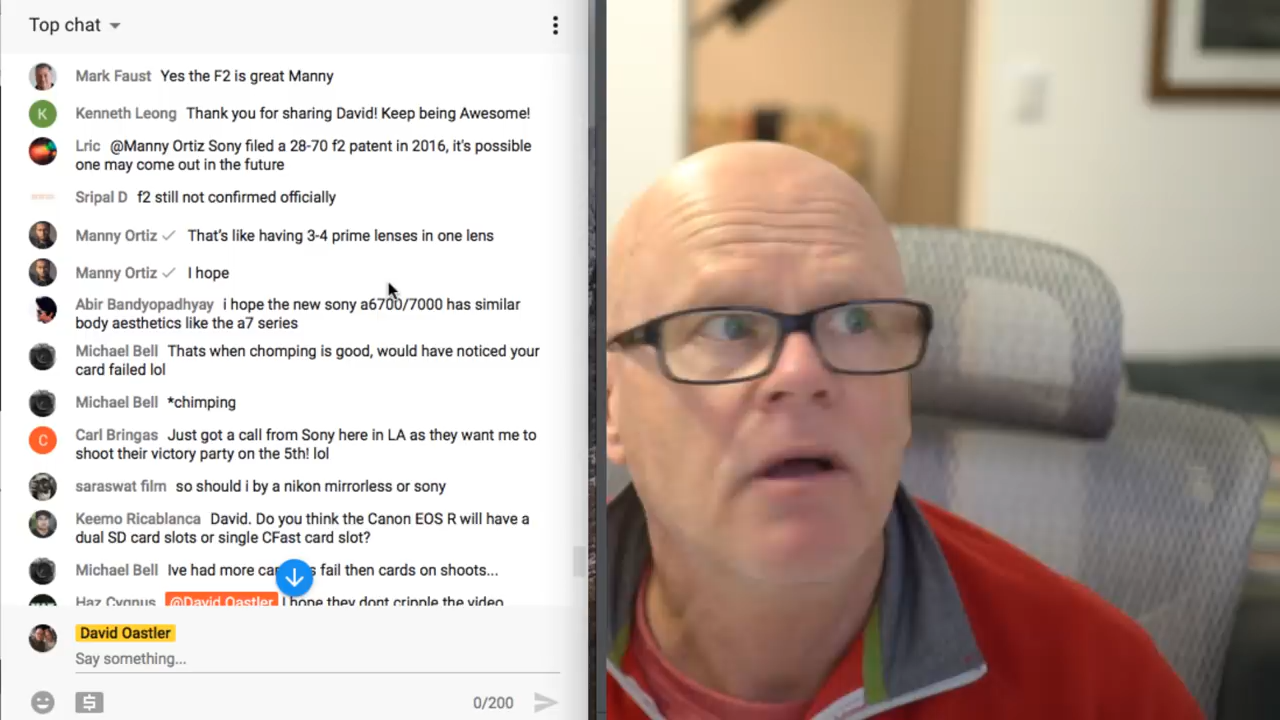 Top chat
Mark Faust Yes the F2 is great Manny
K Kenneth Leong Thank you for sharing David! Keep being Awesome!
Lric @Manny Ortiz Sony filed a 28-70 f2 patent in 2016, it's possible
one may come out in the future
Sripal D f2 still not confirmed officially
Manny Ortiz That's like having 3-4 prime lenses in one lens
Manny Ortiz I hope
Abir Bandyopadhyay i hope the new sony a6700/7000 has similar
body aesthetics like the a7 series
Michael Bell Thats when chomping is good, would have noticed your
card failed lol
Michael Bell *chimping
C Carl Bringas Just got a call from Sony here in LA as they want me to
shoot their victory party on the 5th! lol
saraswat film so should i by a nikon mirrorless or sony
Keemo Ricablanca David. Do you think the Canon EOS R will have a
dual SD card slots or single CFast card slot?
Michael Bell Ive had more fail then cards on shoots...
Haz Cygnus @David Oastler I hope they dont cripple the video
David Oastler
Say something...
0/200